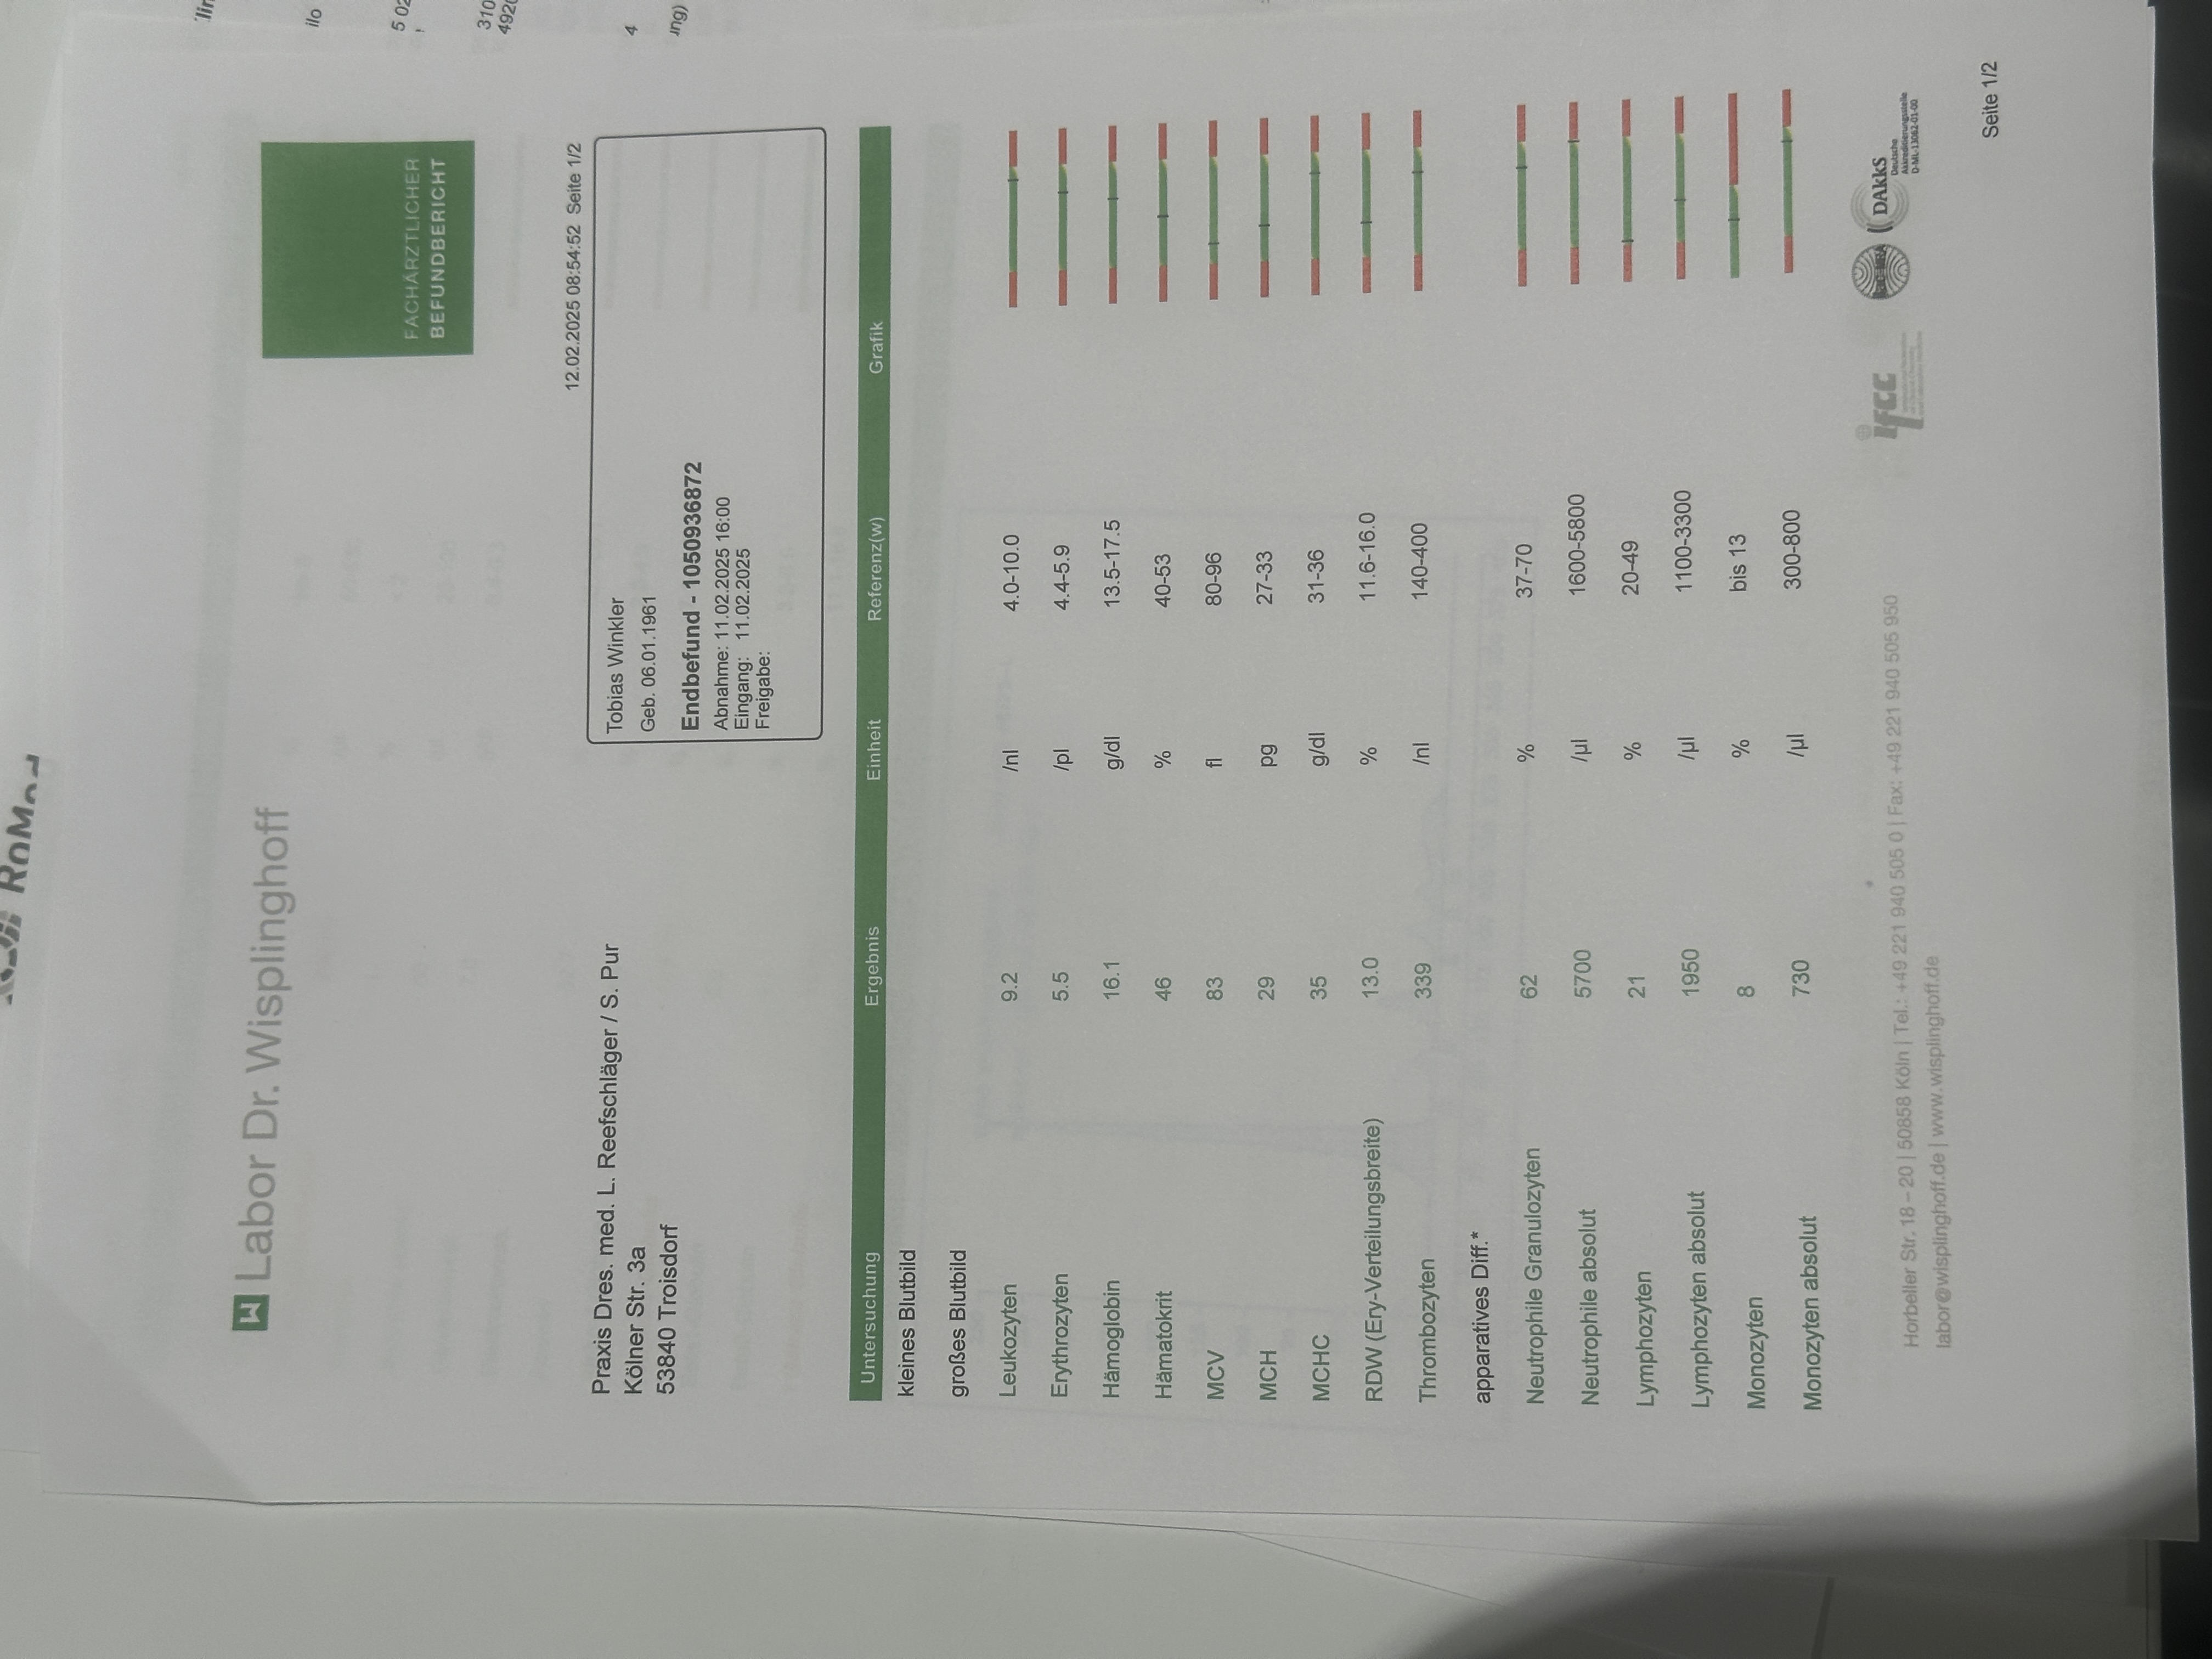 RoMed
W Labor Dr. Wisplinghoff
FACHÄRZTLICHER
BEFUNDBERICHT
12.02.2025 08:54:52 Seite 1/2
Praxis Dres. med. L. Reefschläger / S. Pur
Kölner Str. 3a
53840 Troisdorf
Tobias Winkler
Geb. 06.01.1961
Endbefund - 1050936872
Abnahme: 11.02.2025 16:00
Eingang: 11.02.2025
Freigabe:
Untersuchung Ergebnis Einheit Referenz(w) Grafik
kleines Blutbild
großes Blutbild
Leukozyten 9.2 /nl 4.0-10.0
Erythrozyten 5.5 /pl 4.4-5.9
Hämoglobin 16.1 g/dl 13.5-17.5
Hämatokrit 46 % 40-53
MCV 83 fl 80-96
MCH 29 pg 27-33
MCHC 35 g/dl 31-36
RDW (Ery-Verteilungsbreite) 13.0 % 11.6-16.0
Thrombozyten 339 /nl 140-400
apparatives Diff.*
Neutrophile Granulozyten 62 % 37-70
Neutrophile absolut 5700 /µl 1600-5800
Lymphozyten 21 % 20-49
Lymphozyten absolut 1950 /µl 1100-3300
Monozyten 8 % bis 13
Monozyten absolut 730 /µl 300-800
Horbeller Str. 18 – 20 | 50858 Köln | Tel.: +49 221 940 505 0 | Fax: +49 221 940 505 950
labor@wisplinghoff.de | www.wisplinghoff.de
ifcc
DAkkS
Deutsche
Akkreditierungsstelle
D-ML-13062-01-00
Seite 1/2